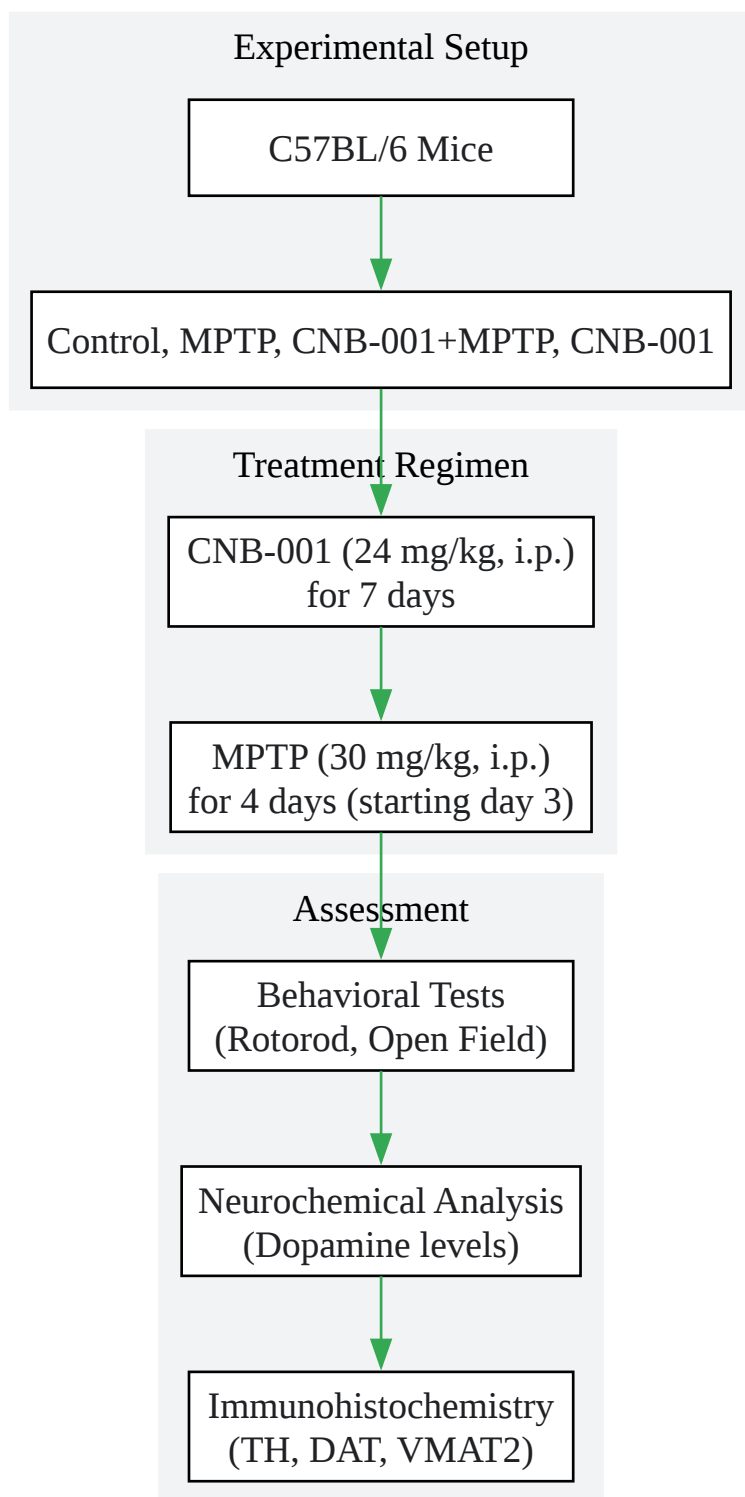 Experimental Setup
C57BL/6 Mice
Control, MPTP, CNB-001+MPTP, CNB-001
Treatment Regimen
CNB-001 (24 mg/kg, i.p.)
for 7 days
MPTP (30 mg/kg, i.p.)
for 4 days (starting day 3)
Assessment
Behavioral Tests
(Rotorod, Open Field)
Neurochemical Analysis
(Dopamine levels)
Immunohistochemistry
(TH, DAT, VMAT2)